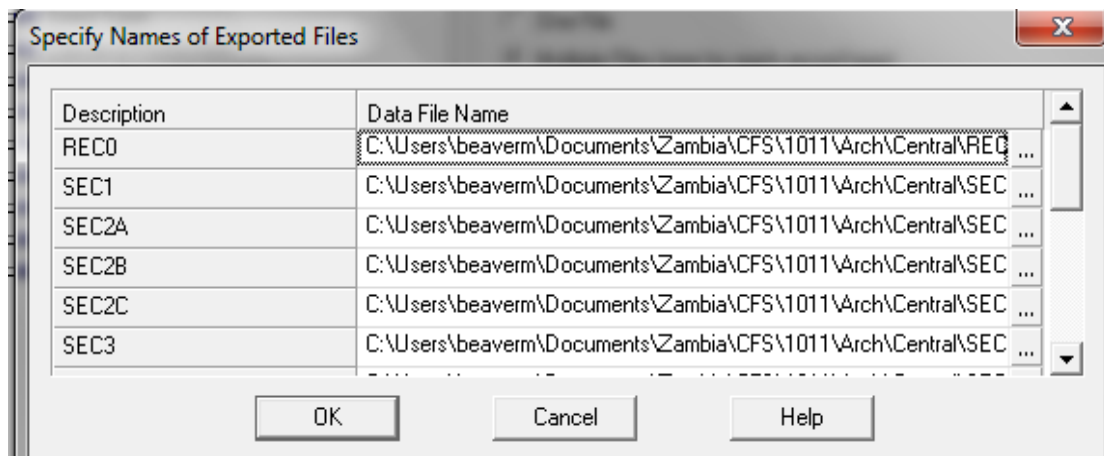 Specify Names of Exported Files
Description Data File Name
REC0 C:\Users\beaverm\Documents\Zambia\CFS\1011\Arch\Central\REC ...
SEC1 C:\Users\beaverm\Documents\Zambia\CFS\1011\Arch\Central\SEC ...
SEC2A C:\Users\beaverm\Documents\Zambia\CFS\1011\Arch\Central\SEC ...
SEC2B C:\Users\beaverm\Documents\Zambia\CFS\1011\Arch\Central\SEC ...
SEC2C C:\Users\beaverm\Documents\Zambia\CFS\1011\Arch\Central\SEC ...
SEC3 C:\Users\beaverm\Documents\Zambia\CFS\1011\Arch\Central\SEC ...
OK Cancel Help